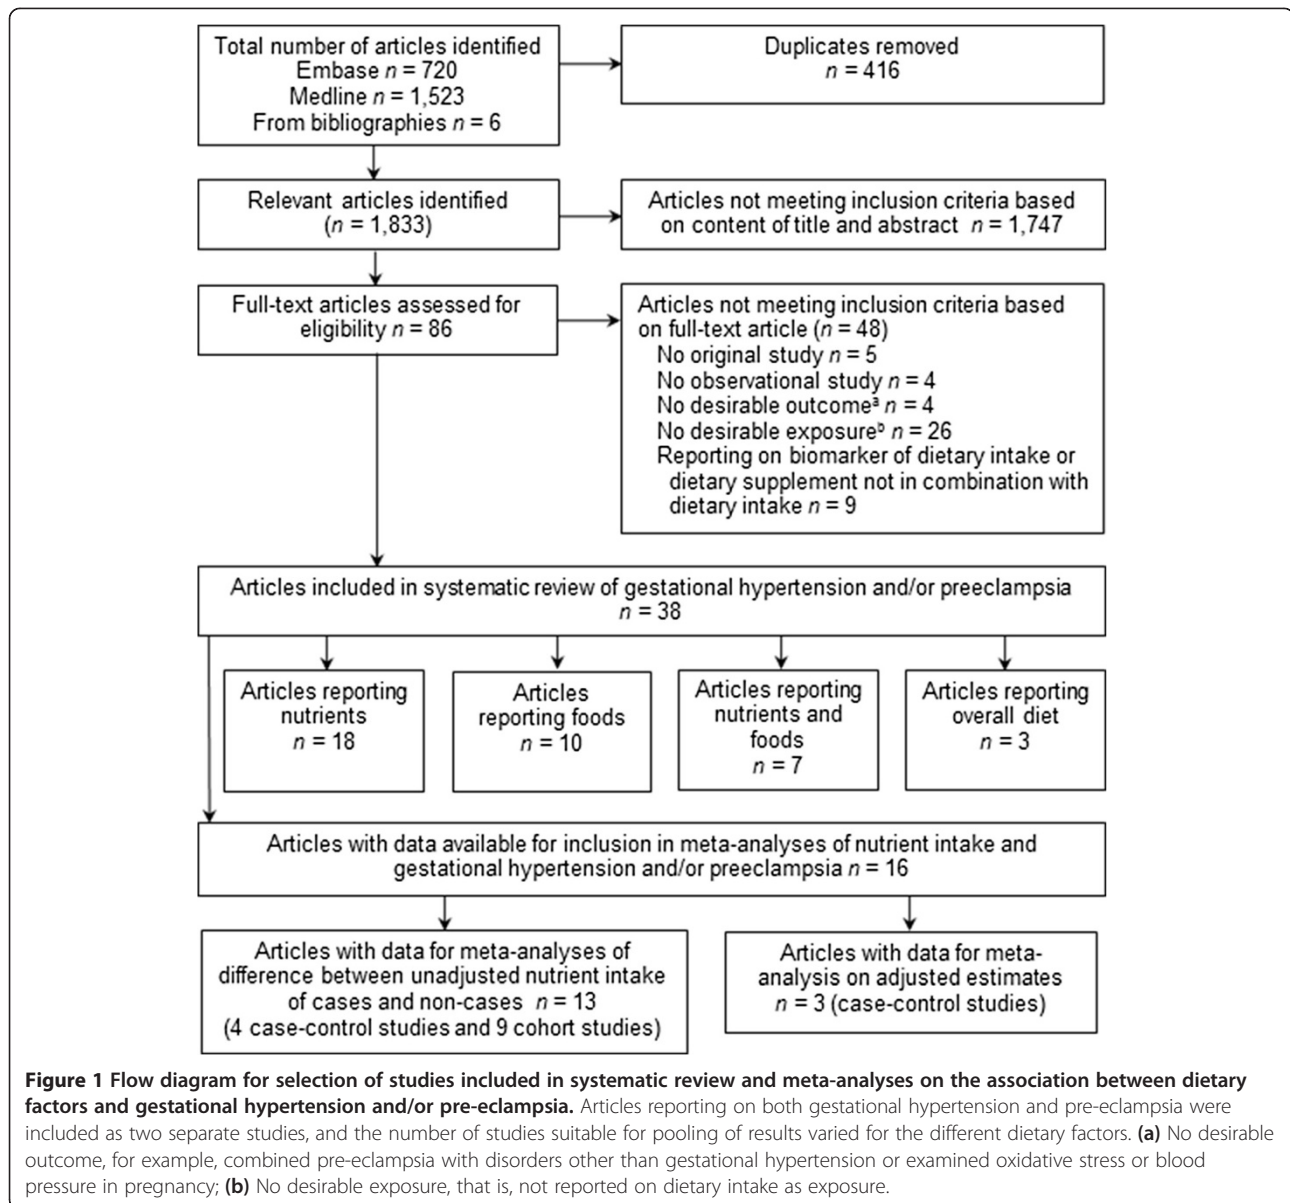 Total number of articles identified
Embase n = 720
Medline n = 1,523
From bibliographies n = 6
Duplicates removed
n = 416
Relevant articles identified
(n = 1,833)
Articles not meeting inclusion criteria based
on content of title and abstract n = 1,747
Full-text articles assessed for
eligibility n = 86
Articles not meeting inclusion criteria based
on full-text article (n = 48)
No original study n = 5
No observational study n = 4
No desirable outcomeᵃ n = 4
No desirable exposureᵇ n = 26
Reporting on biomarker of dietary intake or
dietary supplement not in combination with
dietary intake n = 9
Articles included in systematic review of gestational hypertension and/or preeclampsia
n = 38
Articles reporting
nutrients
n = 18
Articles
reporting foods
n = 10
Articles reporting
nutrients and
foods
n = 7
Articles reporting
overall diet
n = 3
Articles with data available for inclusion in meta-analyses of nutrient intake and
gestational hypertension and/or preeclampsia n = 16
Articles with data for meta-analyses of
difference between unadjusted nutrient intake
of cases and non-cases n = 13
(4 case-control studies and 9 cohort studies)
Articles with data for meta-
analysis on adjusted estimates
n = 3 (case-control studies)
Figure 1 Flow diagram for selection of studies included in systematic review and meta-analyses on the association between dietary
factors and gestational hypertension and/or pre-eclampsia. Articles reporting on both gestational hypertension and pre-eclampsia were
included as two separate studies, and the number of studies suitable for pooling of results varied for the different dietary factors. (a) No desirable
outcome, for example, combined pre-eclampsia with disorders other than gestational hypertension or examined oxidative stress or blood
pressure in pregnancy; (b) No desirable exposure, that is, not reported on dietary intake as exposure.